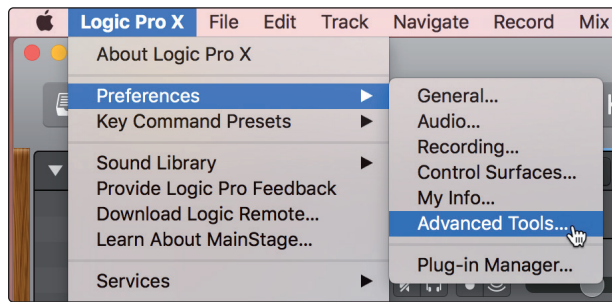 Logic Pro X File Edit Track Navigate Record Mix
About Logic Pro X
Preferences
Key Command Presets
Sound Library
Provide Logic Pro Feedback
Download Logic Remote...
Learn About MainStage...
Services
General...
Audio...
Recording...
Control Surfaces...
My Info...
Advanced Tools...
Plug-in Manager...